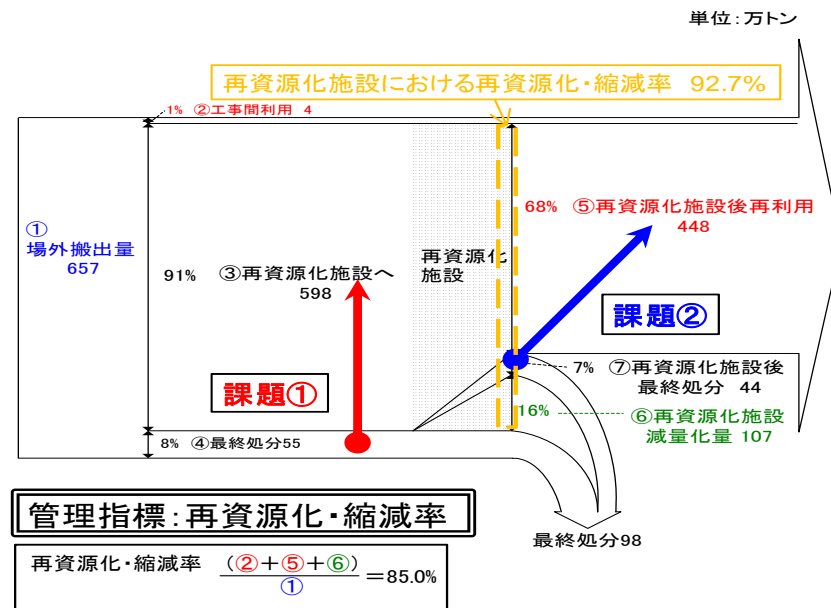 単位:万トン
再資源化施設における再資源化・縮減率 92.7%
1% ②工事間利用 4
①
場外搬出量
657
91% ③再資源化施設へ
598
再資源化
施設
68% ⑤再資源化施設後再利用
448
課題①
課題②
7% ⑦再資源化施設後
最終処分 44
16% ⑥再資源化施設
減量化量 107
8% ④最終処分55
最終処分98
管理指標:再資源化・縮減率
再資源化・縮減率 (②+⑤+⑥)
① =85.0%